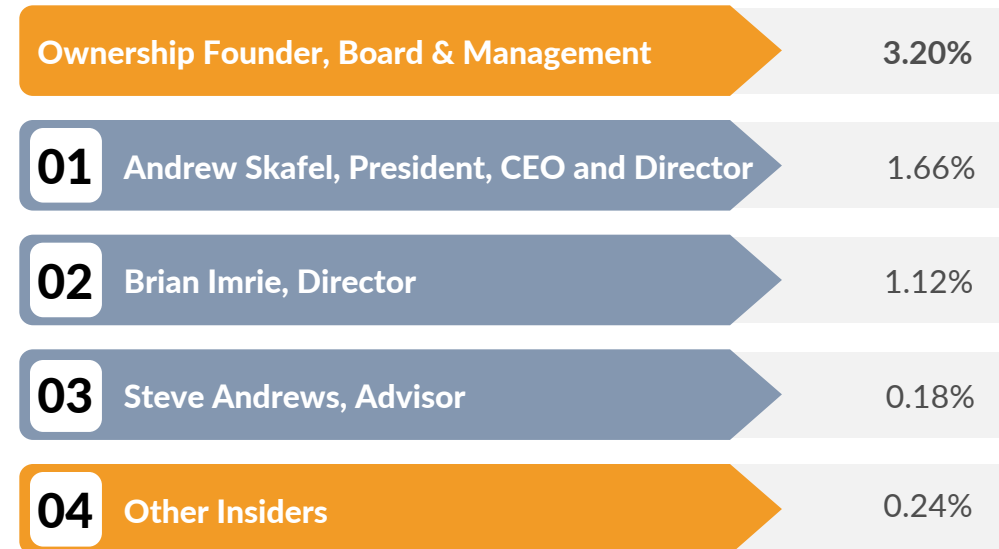 Ownership Founder, Board & Management 3.20%
01 Andrew Skafel, President, CEO and Director 1.66%
02 Brian Imrie, Director 1.12%
03 Steve Andrews, Advisor 0.18%
04 Other Insiders 0.24%